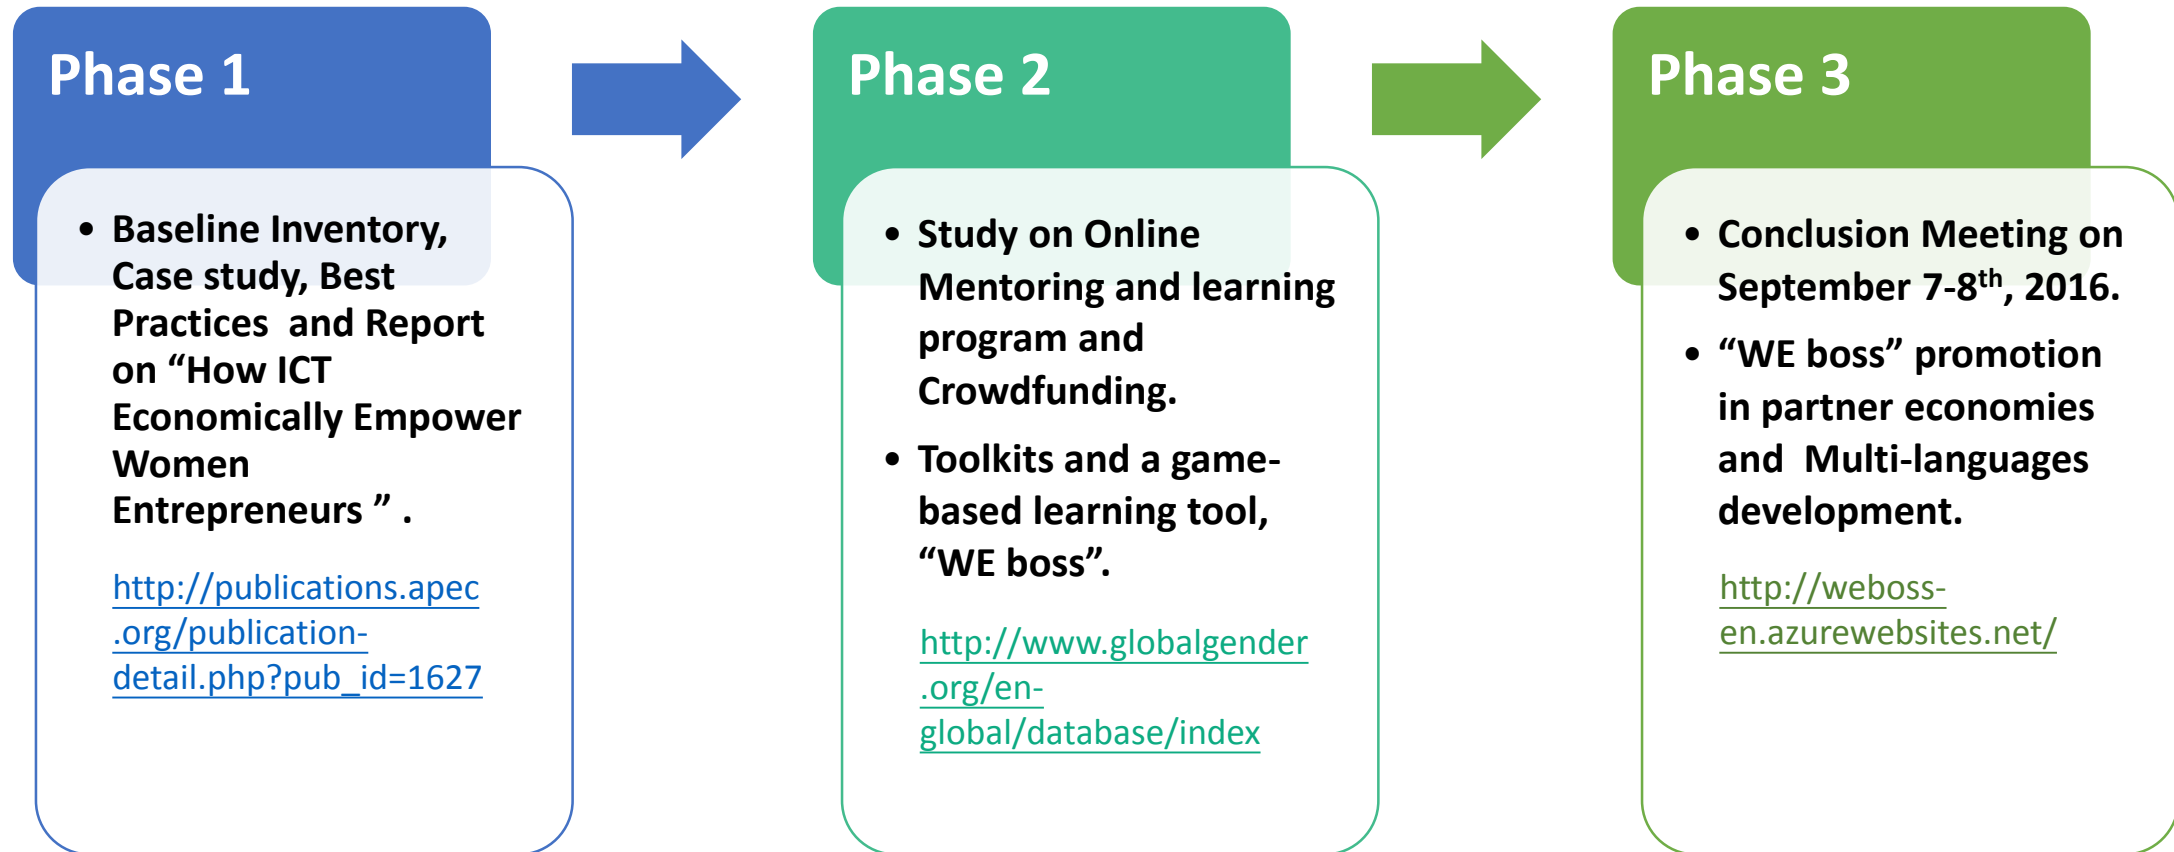 Phase 1
• Baseline Inventory,
Case study, Best
Practices  and Report
on “How ICT
Economically Empower
Women
Entrepreneurs ” .
http://publications.apec
.org/publication-
detail.php?pub_id=1627
Phase 2
• Study on Online
Mentoring and learning
program and
Crowdfunding.
• Toolkits and a game-
based learning tool,
“WE boss”.
http://www.globalgender
.org/en-
global/database/index
Phase 3
• Conclusion Meeting on
September 7-8th, 2016.
• “WE boss” promotion
in partner economies
and  Multi-languages
development.
http://weboss-
en.azurewebsites.net/